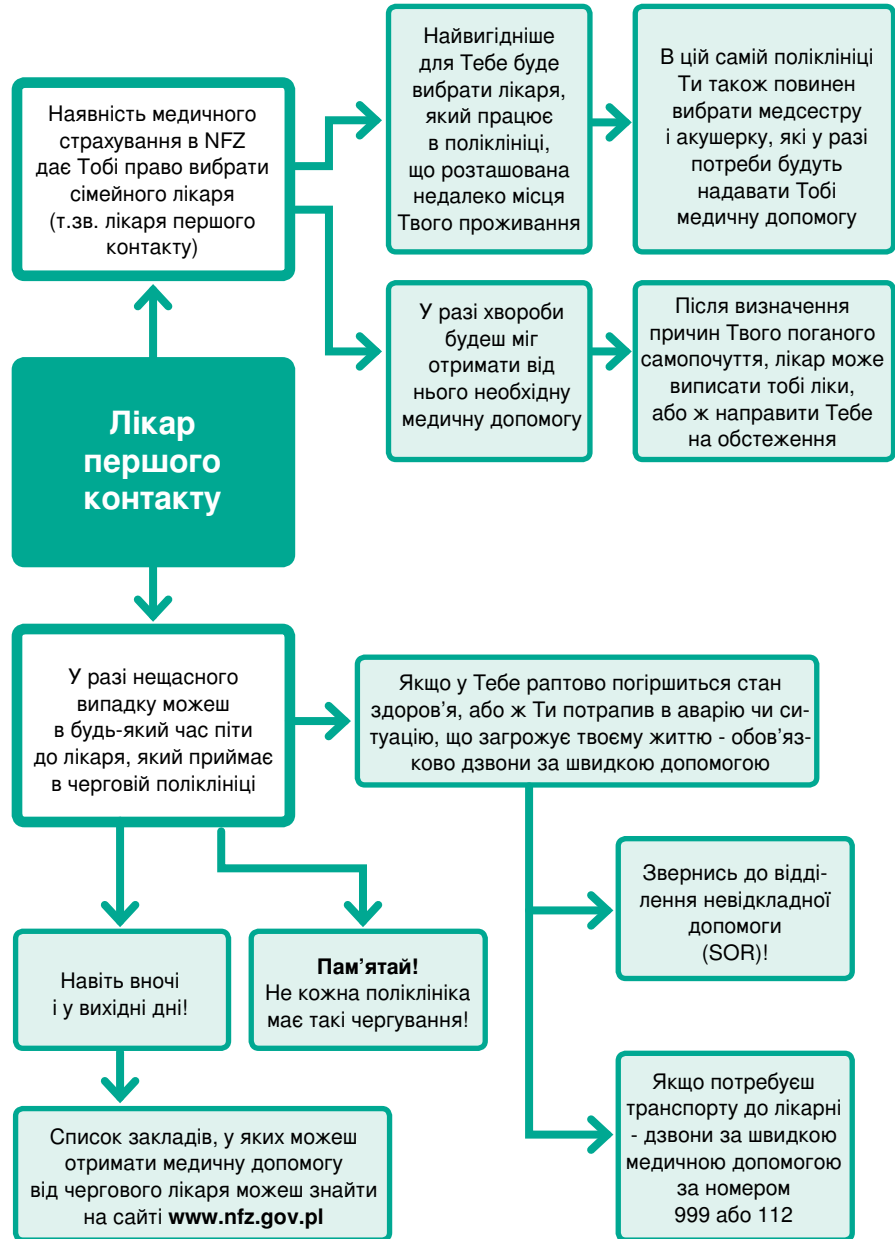 Наявність медичного
страхування в NFZ
дає Тобі право вибрати
сімейного лікаря
(т.зв. лікаря першого
контакту)
Найвигідніше
для Тебе буде
вибрати лікаря,
який працює
в поліклініці,
що розташована
недалеко місця
Твого проживання
В цій самій поліклініці
Ти також повинен
вибрати медсестру
і акушерку, які у разі
потреби будуть
надавати Тобі
медичну допомогу
У разі хвороби
будеш міг
отримати від
нього необхідну
медичну допомогу
Після визначення
причин Твого поганого
самопочуття, лікар може
виписати тобі ліки,
або ж направити Тебе
на обстеження
Лікар
першого
контакту
У разі нещасного
випадку можеш
в будь-який час піти
до лікаря, який приймає
в черговій поліклініці
Якщо у Тебе раптово погіршиться стан
здоров’я, або ж Ти потрапив в аварію чи си-
туацію, що загрожує твоєму життю - обов’яз-
ково дзвони за швидкою допомогою
Звернись до відді-
лення невідкладної
допомоги
(SOR)!
Навіть вночі
і у вихідні дні!
Пам’ятай!
Не кожна поліклініка
має такі чергування!
Якщо потребуєш
транспорту до лікарні
- дзвони за швидкою
медичною допомогою
за номером
999 або 112
Список закладів, у яких можеш
отримати медичну допомогу
від чергового лікаря можеш знайти
на сайті www.nfz.gov.pl